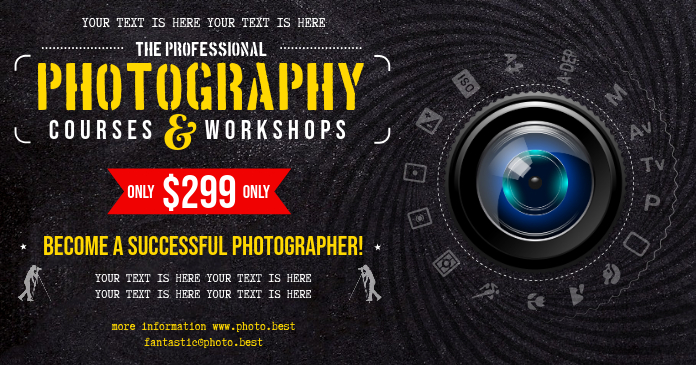 YOUR TEXT IS HERE YOUR TEXT IS HERE
THE PROFESSIONAL
PHOTOGRAPHY
COURSES & WORKSHOPS
ONLY $299 ONLY
BECOME A SUCCESSFUL PHOTOGRAPHER!
YOUR TEXT IS HERE YOUR TEXT IS HERE
YOUR TEXT IS HERE YOUR TEXT IS HERE
more information www.photo.best
fantastic@photo.best
ISO
A-DEP
M
Av
Tv
P